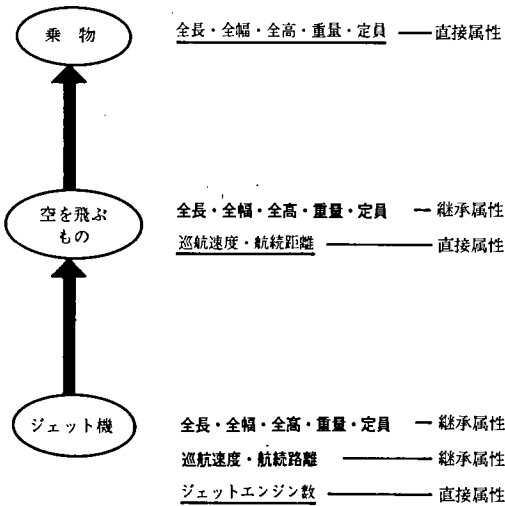 乗物
全長・全幅・全高・重量・定員 ― 直接属性
空を飛ぶ
もの
全長・全幅・全高・重量・定員 ― 継承属性
巡航速度・航続距離 ― 直接属性
ジェット機
全長・全幅・全高・重量・定員 ― 継承属性
巡航速度・航続路離 ― 継承属性
ジェットエンジン数 ― 直接属性